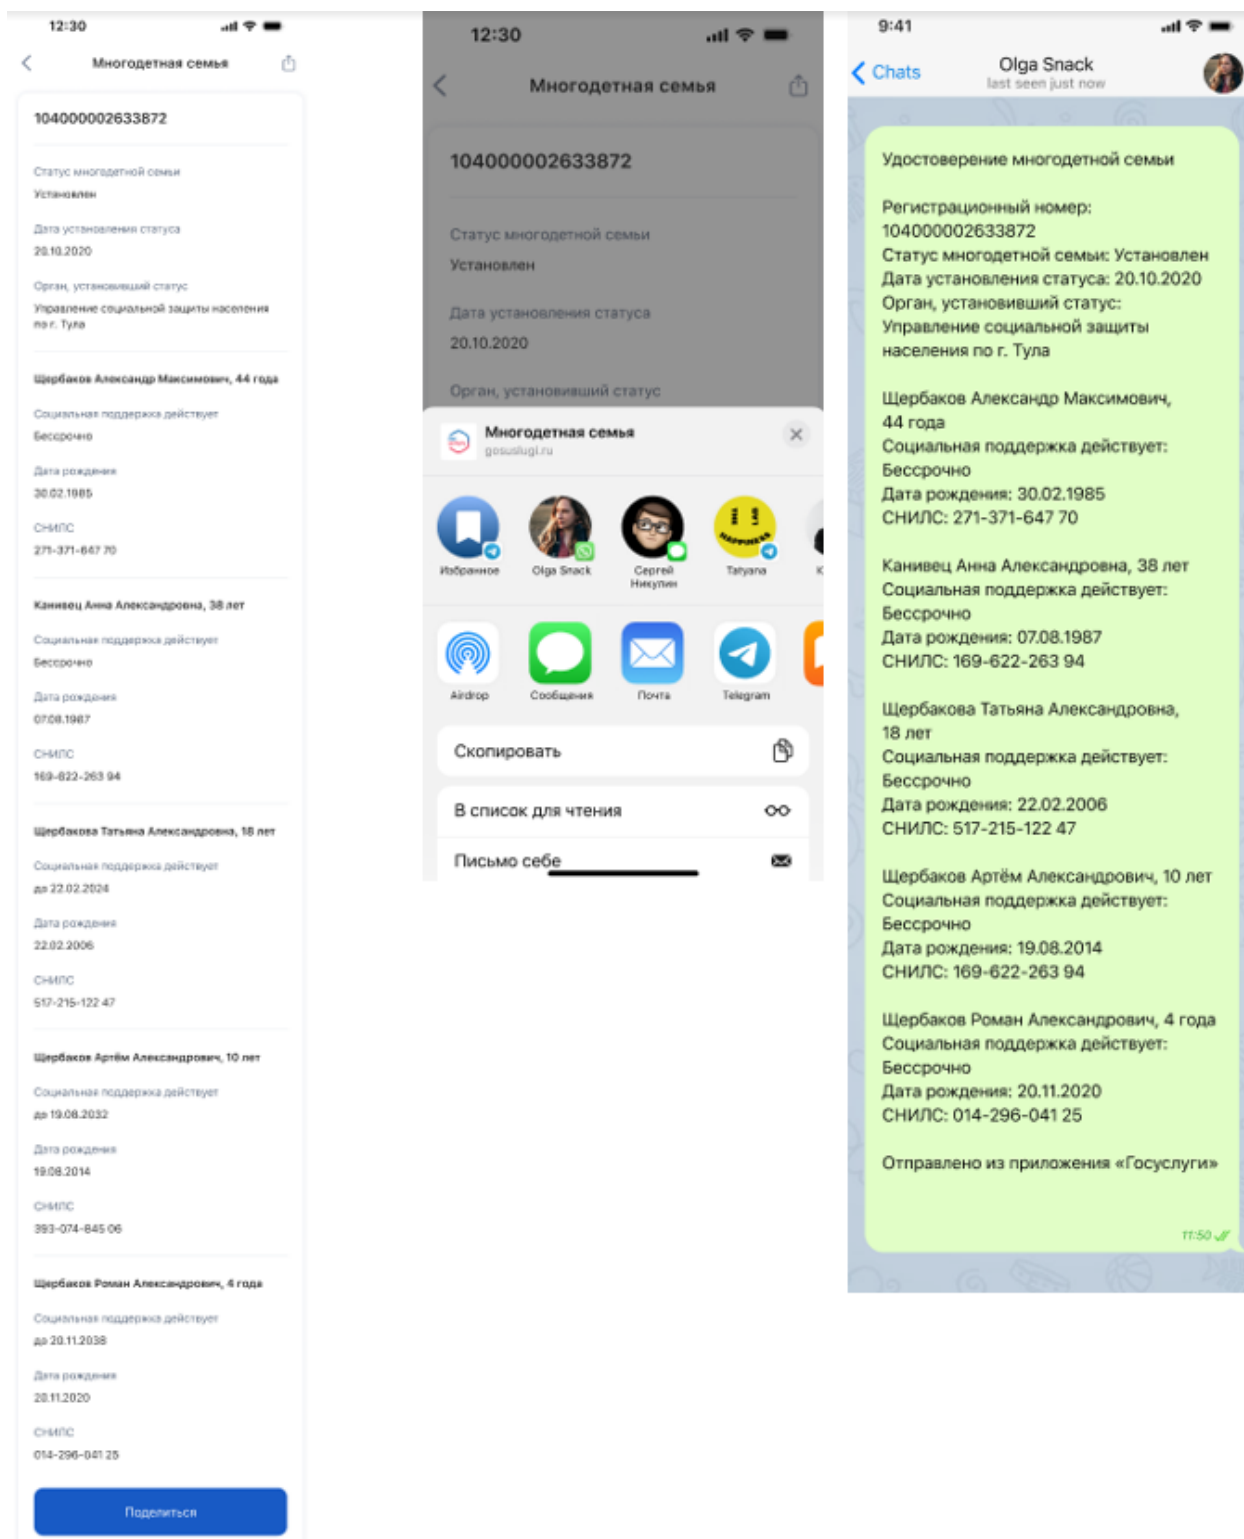 12:30
Многодетная семья
104000002633872
Статус многодетной семьи
Установлен
Дата установления статуса
20.10.2020
Орган, установивший статус
Управление социальной защиты населения
по г. Тула
Щербаков Александр Максимович, 44 года
Социальная поддержка действует
Бессрочно
Дата рождения
30.02.1985
СНИЛС
271-371-647 70
Канивец Анна Александровна, 38 лет
Социальная поддержка действует
Бессрочно
Дата рождения
07.08.1987
СНИЛС
169-622-263 94
Щербакова Татьяна Александровна, 18 лет
Социальная поддержка действует
до 22.02.2024
Дата рождения
22.02.2006
СНИЛС
517-215-122 47
Щербаков Артём Александрович, 10 лет
Социальная поддержка действует
до 19.08.2032
Дата рождения
19.08.2014
СНИЛС
393-074-845 06
Щербаков Роман Александрович, 4 года
Социальная поддержка действует
до 20.11.2038
Дата рождения
20.11.2020
СНИЛС
014-296-041 25
Поделиться
12:30
Многодетная семья
104000002633872
Статус многодетной семьи
Установлен
Дата установления статуса
20.10.2020
Орган, установивший статус
Многодетная семья
gosuslugi.ru
Избранное
Olga Snack
Сергей
Никулин
Tatyana
Airdrop
Сообщения
Почта
Telegram
Скопировать
В список для чтения
Письмо себе
9:41
Chats
Olga Snack
last seen just now
Удостоверение многодетной семьи
Регистрационный номер:
104000002633872
Статус многодетной семьи: Установлен
Дата установления статуса: 20.10.2020
Орган, установивший статус:
Управление социальной защиты
населения по г. Тула
Щербаков Александр Максимович,
44 года
Социальная поддержка действует:
Бессрочно
Дата рождения: 30.02.1985
СНИЛС: 271-371-647 70
Канивец Анна Александровна, 38 лет
Социальная поддержка действует:
Бессрочно
Дата рождения: 07.08.1987
СНИЛС: 169-622-263 94
Щербакова Татьяна Александровна,
18 лет
Социальная поддержка действует:
Бессрочно
Дата рождения: 22.02.2006
СНИЛС: 517-215-122 47
Щербаков Артём Александрович, 10 лет
Социальная поддержка действует:
Бессрочно
Дата рождения: 19.08.2014
СНИЛС: 169-622-263 94
Щербаков Роман Александрович, 4 года
Социальная поддержка действует:
Бессрочно
Дата рождения: 20.11.2020
СНИЛС: 014-296-041 25
Отправлено из приложения «Госуслуги»
11:50